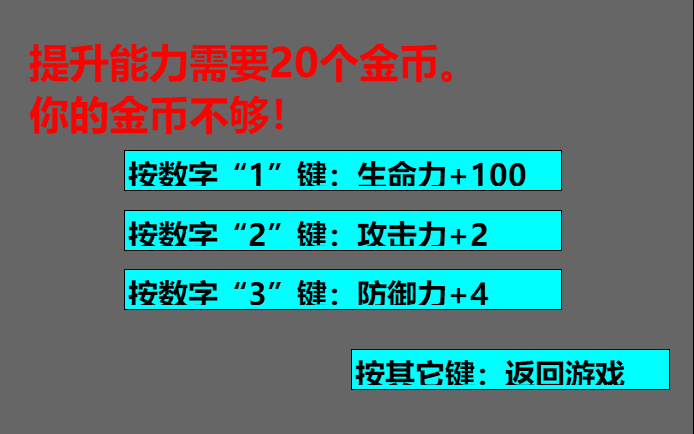 提升能力需要20个金币。
你的金币不够！
按数字“1”键：生命力+100
按数字“2”键：攻击力+2
按数字“3”键：防御力+4
按其它键：返回游戏